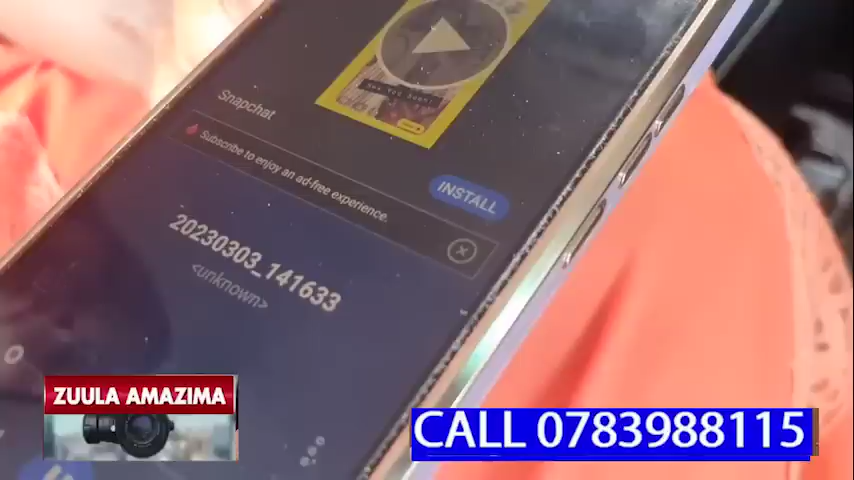 Snapchat
Subscribe to enjoy an ad-free experience.
INSTALL
20230303_141633
<unknown>
ZUULA AMAZIMA
CALL 0783988115